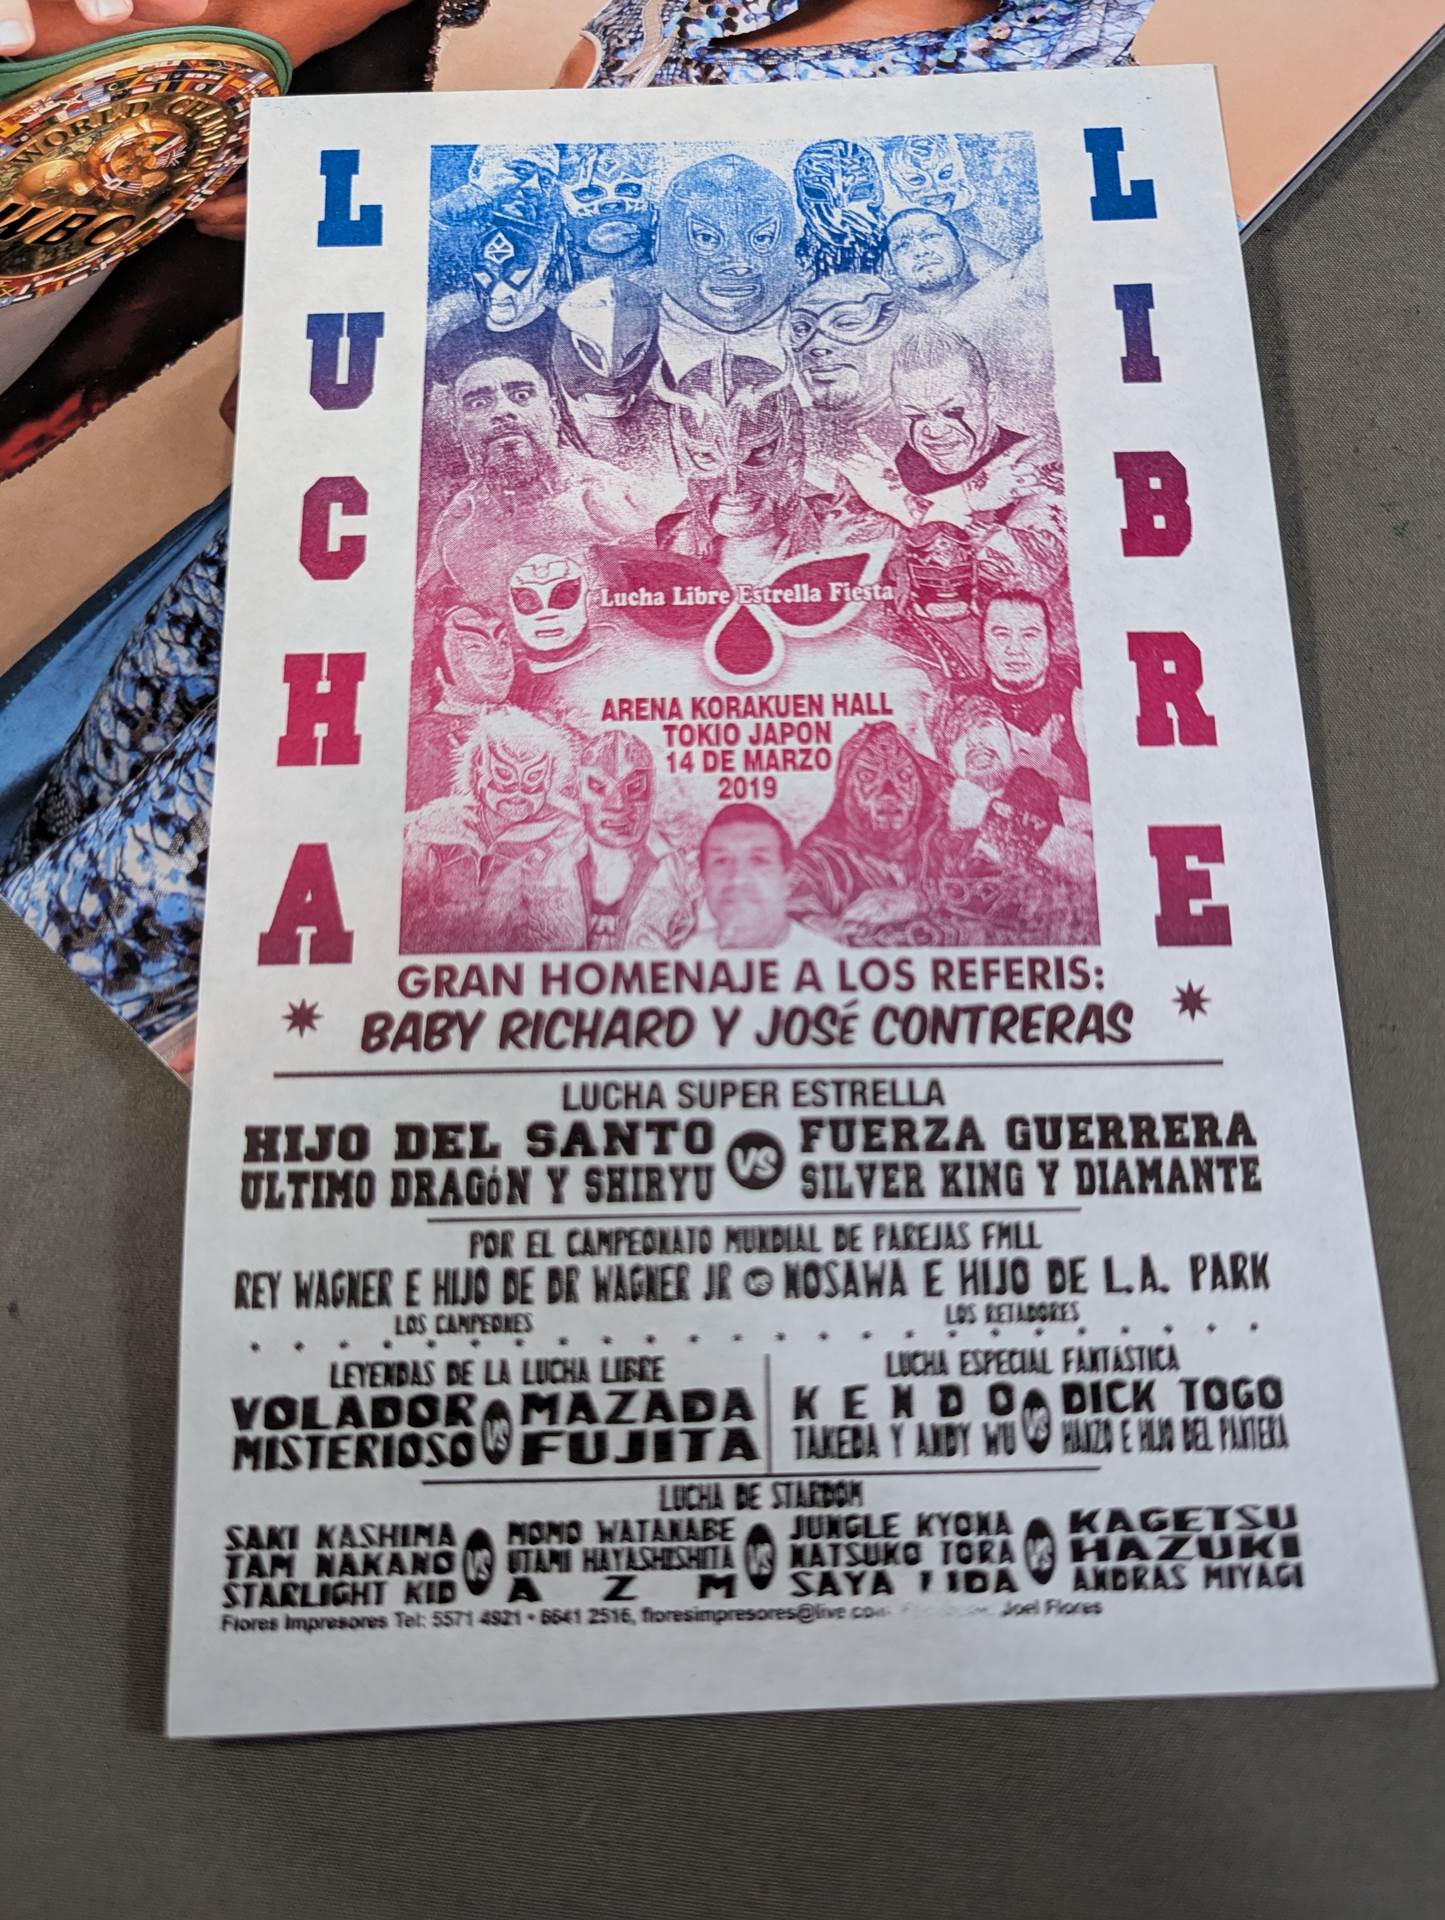 WORLD CHAMPION
WBC
LUCHA
LIBRE
Lucha Libre Estrella Fiesta
ARENA KORAKUEN HALL
TOKIO JAPON
14 DE MARZO
2019
GRAN HOMENAJE A LOS REFERIS:
BABY RICHARD Y JOSÉ CONTRERAS
LUCHA SUPER ESTRELLA
HIJO DEL SANTO VS FUERZA GUERRERA
ULTIMO DRAGÓN Y SHIRYU SILVER KING Y DIAMANTE
POR EL CAMPEONATO MUNDIAL DE PAREJAS FMLL
REY WAGNER E HIJO DE DR WAGNER JR VS NOSAWA E HIJO DE L.A. PARK
LOS CAMPEONES LOS RETADORES
LEYENDAS DE LA LUCHA LIBRE
VOLADOR VS MAZADA
MISTERIOSO FUJITA
LUCHA ESPECIAL FANTÁSTICA
KENDO VS DICK TOGO
TAKEDA Y ANDY WU HANZO E HIJO DEL PANTERA
LUCHA DE STARDOM
SAKI KASHIMA VS MOMO WATANABE VS JUNGLE KYONA VS KAGETSU
TAM NAKANO UTAMI HAYASHISHITA NATSUKO TORA HAZUKI
STARLIGHT KID AZM SAYA IIDA ANDRAS MIYAGI
Flores Impresores Tel: 5571 4921 • 6641 2516, floresimpresores@live Joel Flores